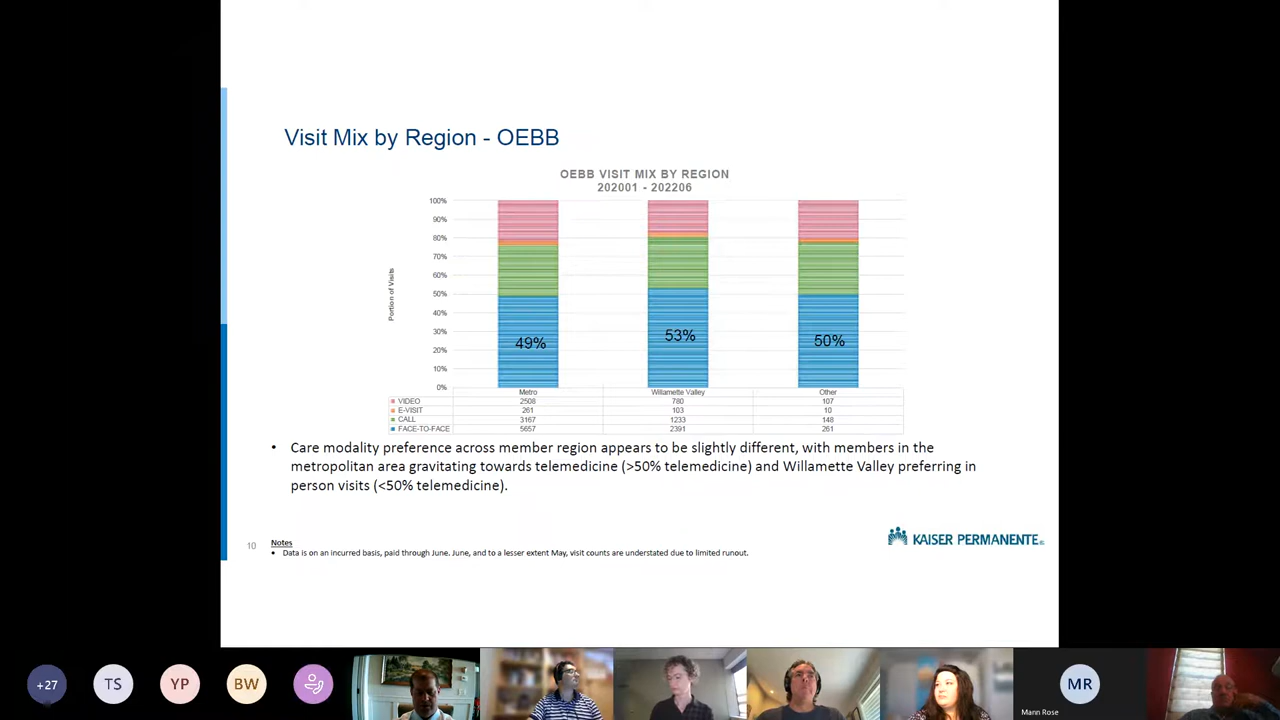 Visit Mix by Region - OEBB
OEBB VISIT MIX BY REGION
202001 - 202206
100%
90%
80%
70%
60%
50%
40%
30%
20%
10%
0%
Portion of Visits
49%
53%
50%
Metro Willamette Valley Other
VIDEO 2508 780 107
E-VISIT 261 103 10
CALL 3167 1233 148
FACE-TO-FACE 5657 2391 261
• Care modality preference across member region appears to be slightly different, with members in the
metropolitan area gravitating towards telemedicine (>50% telemedicine) and Willamette Valley preferring in
person visits (<50% telemedicine).
10
Notes
• Data is on an incurred basis, paid through June. June, and to a lesser extent May, visit counts are understated due to limited runout.
KAISER PERMANENTE
+27
TS
YP
BW
MR
Mann Rose